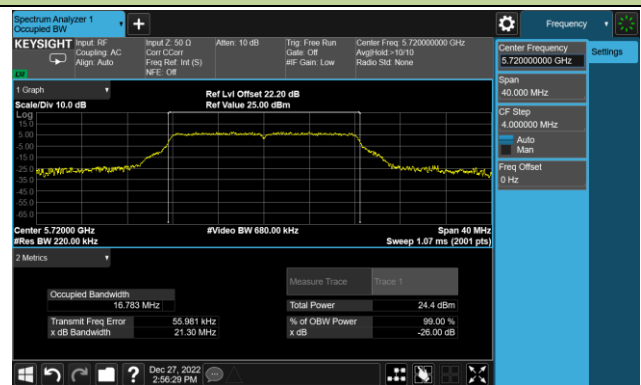 Spectrum Analyzer 1
Occupied BW
Frequency
KEYSIGHT
Input: RF
Coupling: AC
Align: Auto
Input Z: 50 Ω
Corr CCorr
Freq Ref: Int (S)
NFE: Off
Atten: 10 dB
Trig: Free Run
Gate: Off
#IF Gain: Low
Center Freq: 5.720000000 GHz
Avg|Hold:>10/10
Radio Std: None
1 Graph
Scale/Div 10.0 dB
Ref Lvl Offset 22.20 dB
Ref Value 25.00 dBm
Log
15.0
5.00
-5.00
-15.0
-25.0
-35.0
-45.0
-55.0
-65.0
Center 5.72000 GHz
#Video BW 680.00 kHz
Span 40 MHz
#Res BW 220.00 kHz
Sweep 1.07 ms (2001 pts)
2 Metrics
Measure Trace
Trace 1
Occupied Bandwidth
16.783 MHz
Total Power
24.4 dBm
Transmit Freq Error
55.981 kHz
% of OBW Power
99.00 %
x dB Bandwidth
21.30 MHz
x dB
-26.00 dB
Center Frequency
5.720000000 GHz
Settings
Span
40.000 MHz
CF Step
4.000000 MHz
Auto
Man
Freq Offset
0 Hz
?
Dec 27, 2022
2:56:29 PM